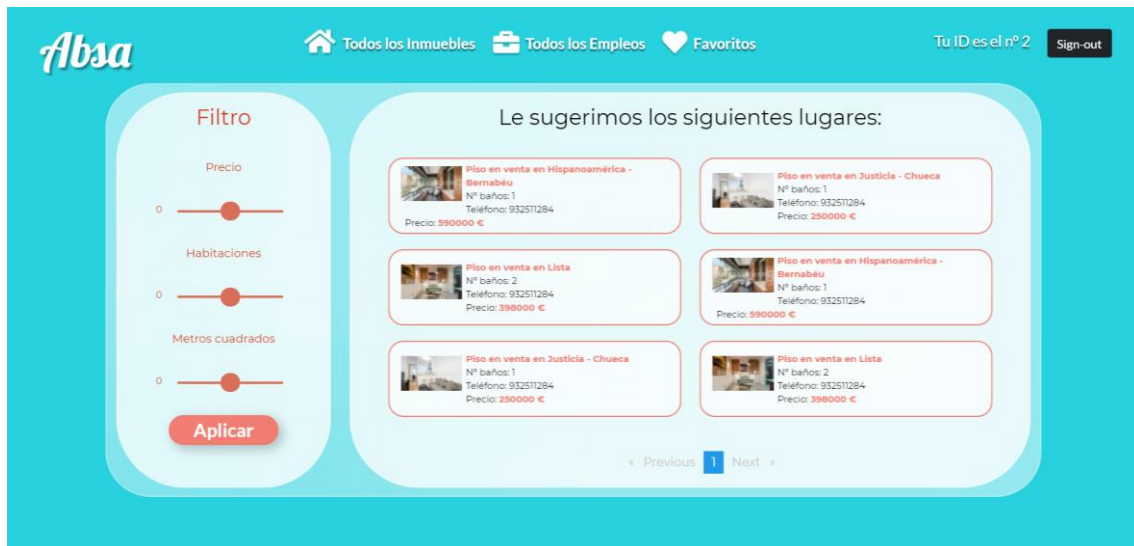 Absa
Todos los Inmuebles
Todos los Empleos
Favoritos
Tu ID es el nº 2
Sign-out
Filtro
Precio
0
Habitaciones
0
Metros cuadrados
0
Aplicar
Le sugerimos los siguientes lugares:
Piso en venta en Hispanoamérica -
Bernabéu
Nº baños: 1
Teléfono: 932511284
Precio: 590000 €
Piso en venta en Justicia - Chueca
Nº baños: 1
Teléfono: 932511284
Precio: 250000 €
Piso en venta en Lista
Nº baños: 2
Teléfono: 932511284
Precio: 398000 €
Piso en venta en Hispanoamérica -
Bernabéu
Nº baños: 1
Teléfono: 932511284
Precio: 590000 €
Piso en venta en Justicia - Chueca
Nº baños: 1
Teléfono: 932511284
Precio: 250000 €
Piso en venta en Lista
Nº baños: 2
Teléfono: 932511284
Precio: 398000 €
« Previous 1 Next »